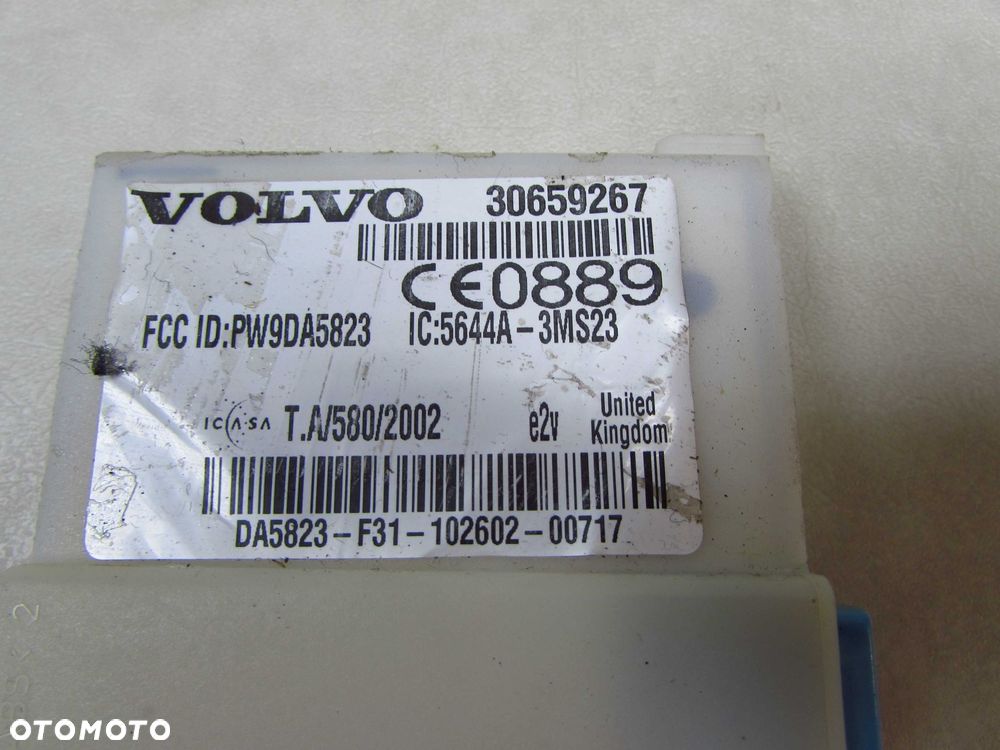 VOLVO 30659267
CE0889
FCC ID:PW9DA5823 IC:5644A-3MS23
ICASA T.A/580/2002 e2v United Kingdom
DA5823-F31-102602-00717
OTOMOTO